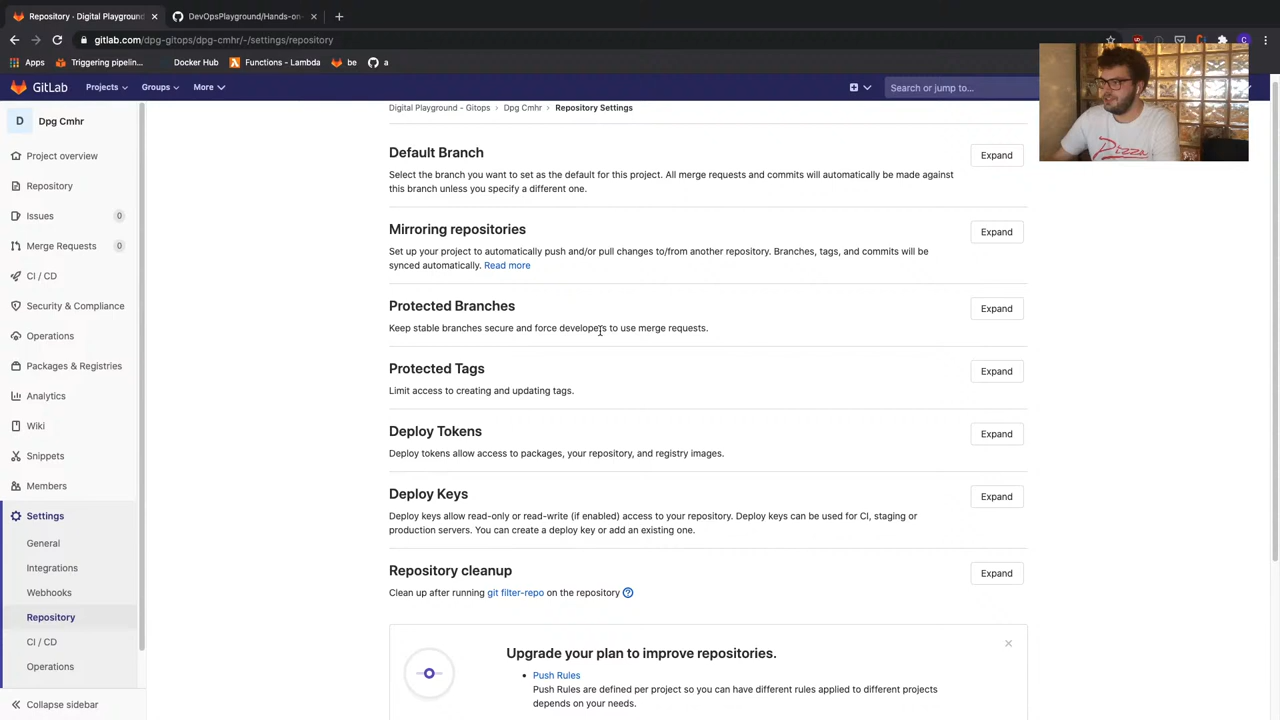 Repository · Digital Playground
DevOpsPlayground/Hands-on-
gitlab.com/dpg-gitops/dpg-cmhr/-/settings/repository
Apps
Triggering pipelin...
Docker Hub
Functions - Lambda
be
a
GitLab
Projects
Groups
More
Search or jump to...
D
Dpg Cmhr
Project overview
Repository
Issues
0
Merge Requests
0
CI / CD
Security & Compliance
Operations
Packages & Registries
Analytics
Wiki
Snippets
Members
Settings
General
Integrations
Webhooks
Repository
CI / CD
Operations
Collapse sidebar
Digital Playground - Gitops > Dpg Cmhr > Repository Settings
Default Branch
Expand
Select the branch you want to set as the default for this project. All merge requests and commits will automatically be made against
this branch unless you specify a different one.
Mirroring repositories
Expand
Set up your project to automatically push and/or pull changes to/from another repository. Branches, tags, and commits will be
synced automatically. Read more
Protected Branches
Expand
Keep stable branches secure and force developers to use merge requests.
Protected Tags
Expand
Limit access to creating and updating tags.
Deploy Tokens
Expand
Deploy tokens allow access to packages, your repository, and registry images.
Deploy Keys
Expand
Deploy keys allow read-only or read-write (if enabled) access to your repository. Deploy keys can be used for CI, staging or
production servers. You can create a deploy key or add an existing one.
Repository cleanup
Expand
Clean up after running git filter-repo on the repository
Upgrade your plan to improve repositories.
Push Rules
Push Rules are defined per project so you can have different rules applied to different projects
depends on your needs.
Pizza